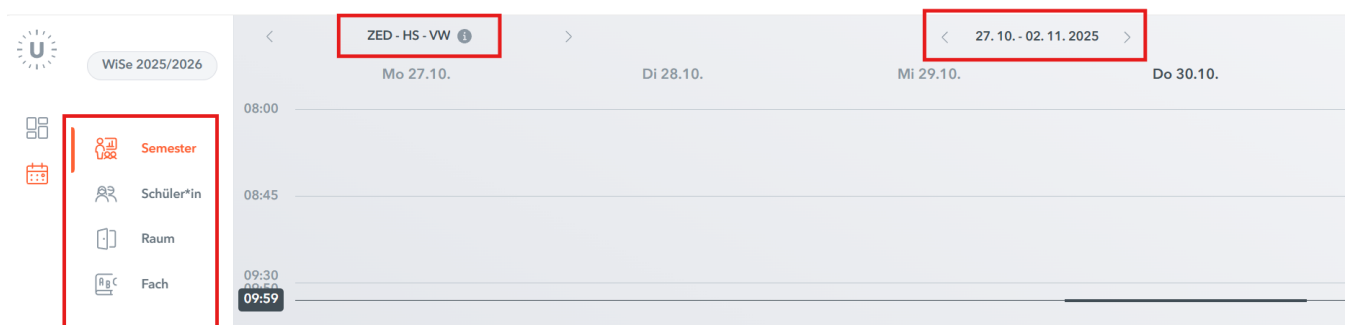 U
WiSe 2025/2026
Semester
Schüler*in
Raum
ABC
Fach
ZED - HS - VW
27. 10. - 02. 11. 2025
Mo 27.10.
Di 28.10.
Mi 29.10.
Do 30.10.
08:00
08:45
09:30
09:50
09:59